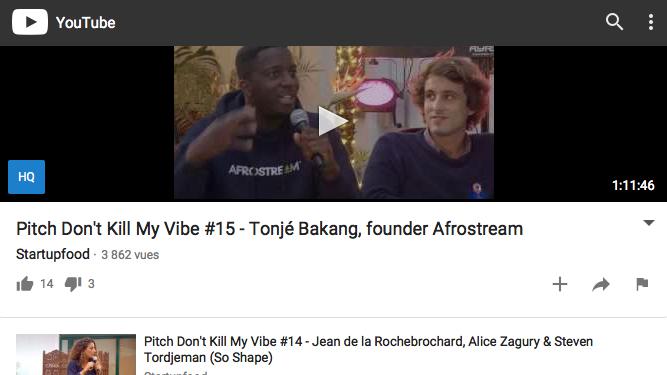 YouTube
AFROSTREAM
HQ
1:11:46
Pitch Don't Kill My Vibe #15 - Tonjé Bakang, founder Afrostream
Startupfood · 3 862 vues
14
3
Pitch Don't Kill My Vibe #14 - Jean de la Rochebrochard, Alice Zagury & Steven
Tordjeman (So Shape)
Startupfood